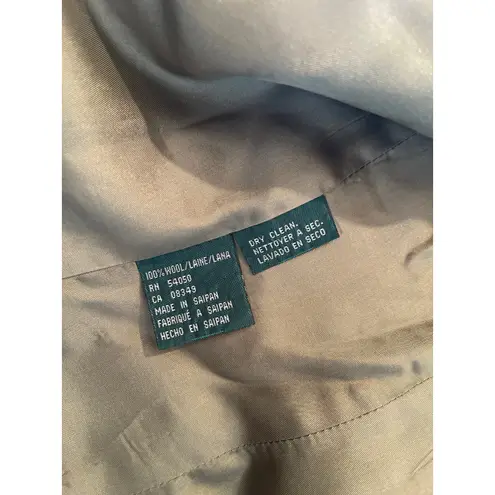 100% WOOL/LAINE/LANA
RN 54050
CA 08349
MADE IN SAIPAN
FABRIQUÉ A SAIPAN
HECHO EN SAIPAN
DRY CLEAN.
NETTOYER A SEC.
LAVADO EN SECO